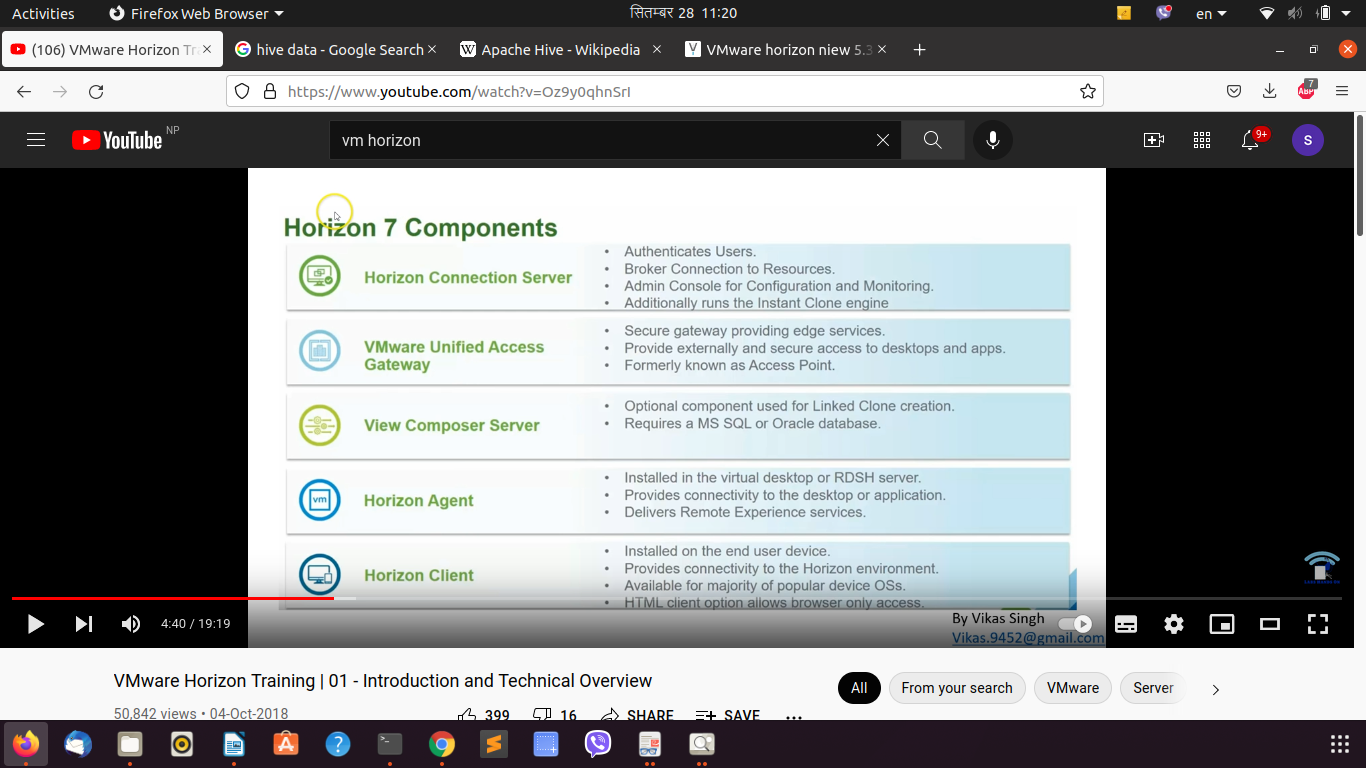 Activities
Firefox Web Browser
सितम्बर 28 11:20
en
(106) VMware Horizon Tr
hive data - Google Search
Apache Hive - Wikipedia
VMware horizon niew 5.3
https://www.youtube.com/watch?v=Oz9y0qhnSrI
ABP
7
YouTube
NP
vm horizon
9+
S
Horizon 7 Components
Horizon Connection Server
• Authenticates Users.
• Broker Connection to Resources.
• Admin Console for Configuration and Monitoring.
• Additionally runs the Instant Clone engine
VMware Unified Access
Gateway
• Secure gateway providing edge services.
• Provide externally and secure access to desktops and apps.
• Formerly known as Access Point.
View Composer Server
• Optional component used for Linked Clone creation.
• Requires a MS SQL or Oracle database.
vm
Horizon Agent
• Installed in the virtual desktop or RDSH server.
• Provides connectivity to the desktop or application.
• Delivers Remote Experience services.
Horizon Client
• Installed on the end user device.
• Provides connectivity to the Horizon environment.
• Available for majority of popular device OSs.
• HTML client option allows browser only access.
By Vikas Singh
Vikas.9452@gmail.com
4:40 / 19:19
VMware Horizon Training | 01 - Introduction and Technical Overview
50,842 views • 04-Oct-2018
399
16
SHARE
SAVE
All
From your search
VMware
Server